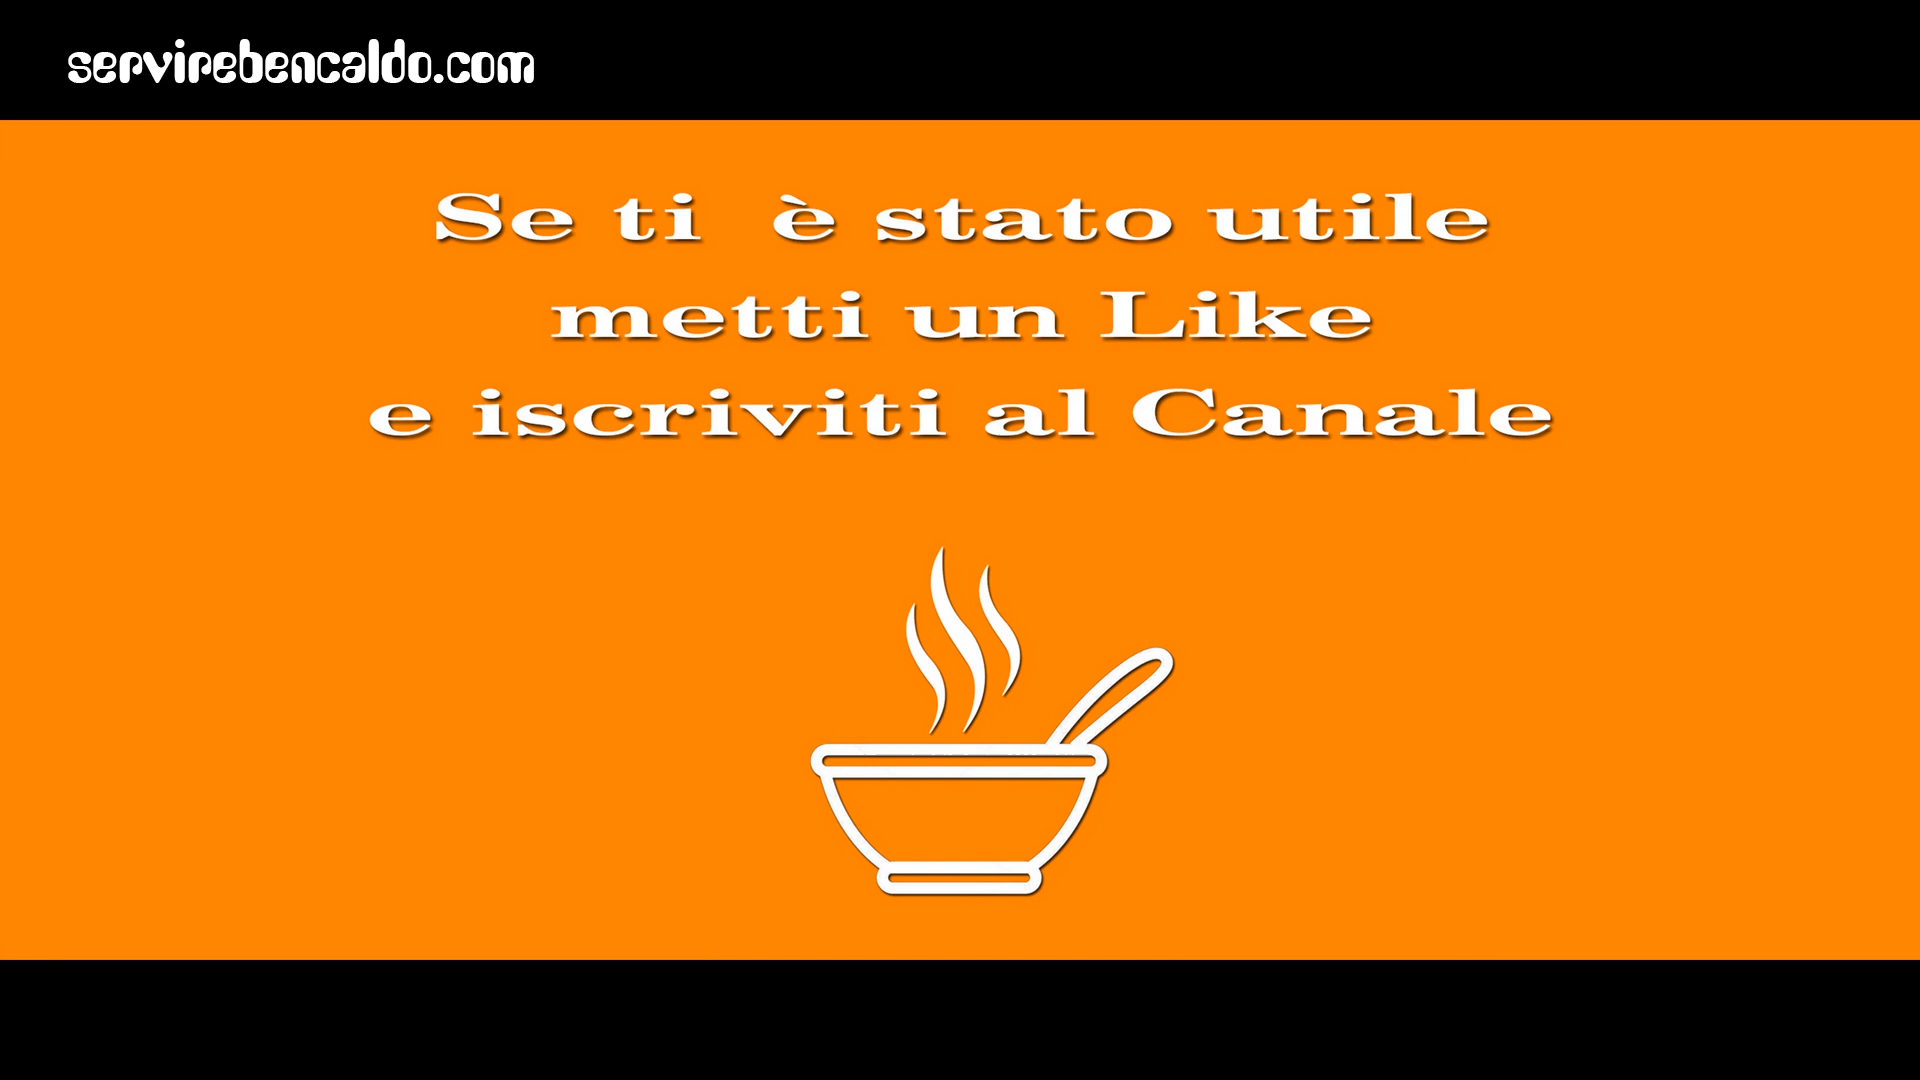 servirebencaldo.com
Se ti è stato utile
metti un Like
e iscriviti al Canale